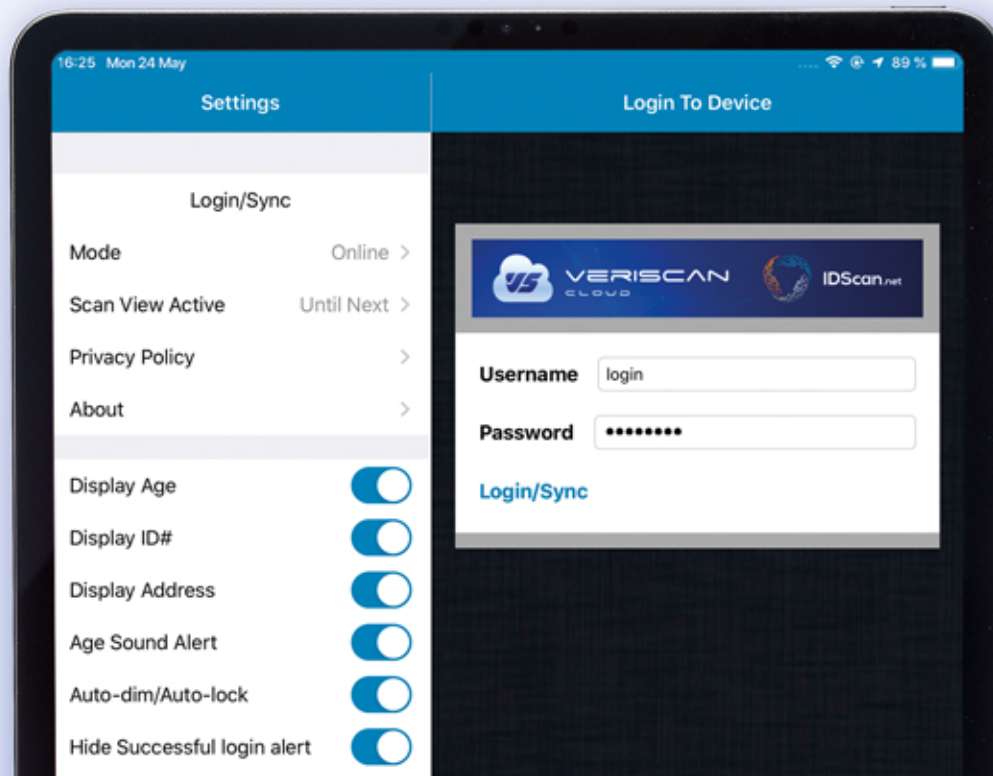 16:25 Mon 24 May
89 %
Settings
Login To Device
Login/Sync
Mode Online
Scan View Active Until Next
Privacy Policy
About
Display Age
Display ID#
Display Address
Age Sound Alert
Auto-dim/Auto-lock
Hide Successful login alert
VS VERISCAN
CLOUD
IDScan.net
Username login
Password ••••••••
Login/Sync